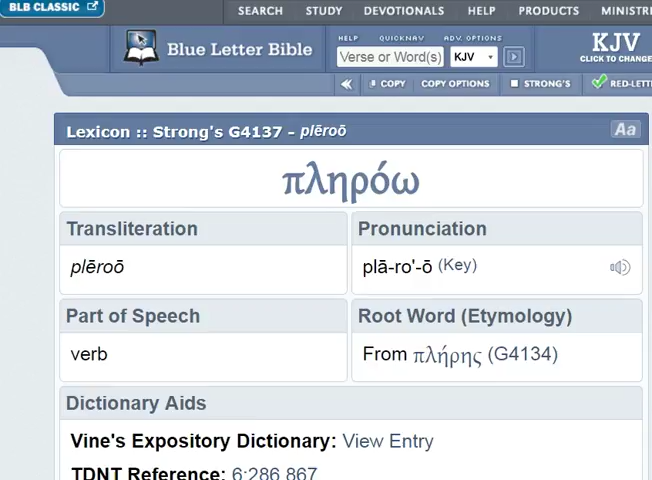 BLB CLASSIC
SEARCH STUDY DEVOTIONALS HELP PRODUCTS MINISTRI
Blue Letter Bible
HELP QUICKNAV ADV. OPTIONS
Verse or Word(s) KJV
KJV
CLICK TO CHANGE
COPY COPY OPTIONS STRONG'S RED-LETT
Lexicon :: Strong's G4137 - plēroō Aa
πληρόω
Transliteration Pronunciation
plēroō plā-ro'-ō (Key)
Part of Speech Root Word (Etymology)
verb From πλήρης (G4134)
Dictionary Aids
Vine's Expository Dictionary: View Entry
TDNT Reference: 6:286,867